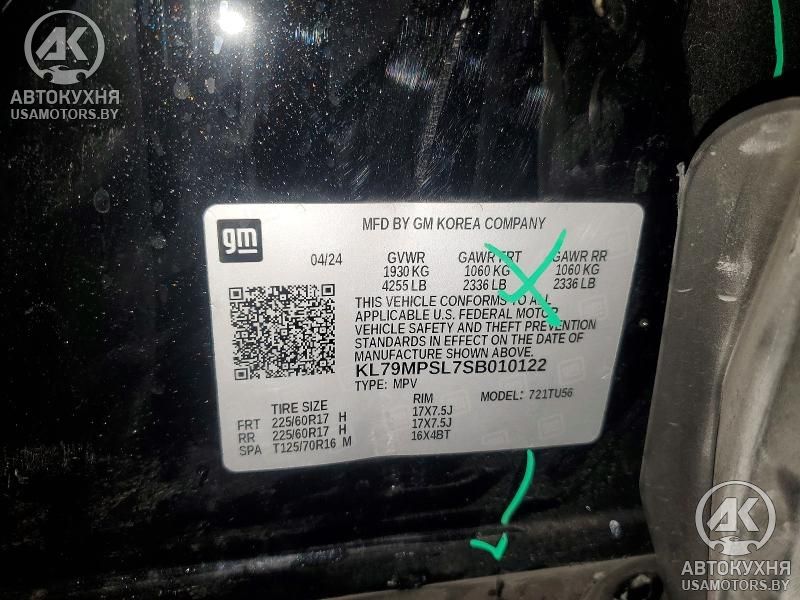 AK
АВТОКУХНЯ
USAMOTORS.BY
gm
MFD BY GM KOREA COMPANY
04/24 GVWR GAWR FRT GAWR RR
1930 KG 1060 KG 1060 KG
4255 LB 2336 LB 2336 LB
THIS VEHICLE CONFORMS TO ALL
APPLICABLE U.S. FEDERAL MOTOR
VEHICLE SAFETY AND THEFT PREVENTION
STANDARDS IN EFFECT ON THE DATE OF
MANUFACTURE SHOWN ABOVE.
KL79MPSL7SB010122
TYPE: MPV MODEL: 721TU56
TIRE SIZE RIM
FRT 225/60R17 H 17X7.5J
RR 225/60R17 H 17X7.5J
SPA T125/70R16 M 16X4BT
AK
АВТОКУХНЯ
USAMOTORS.BY